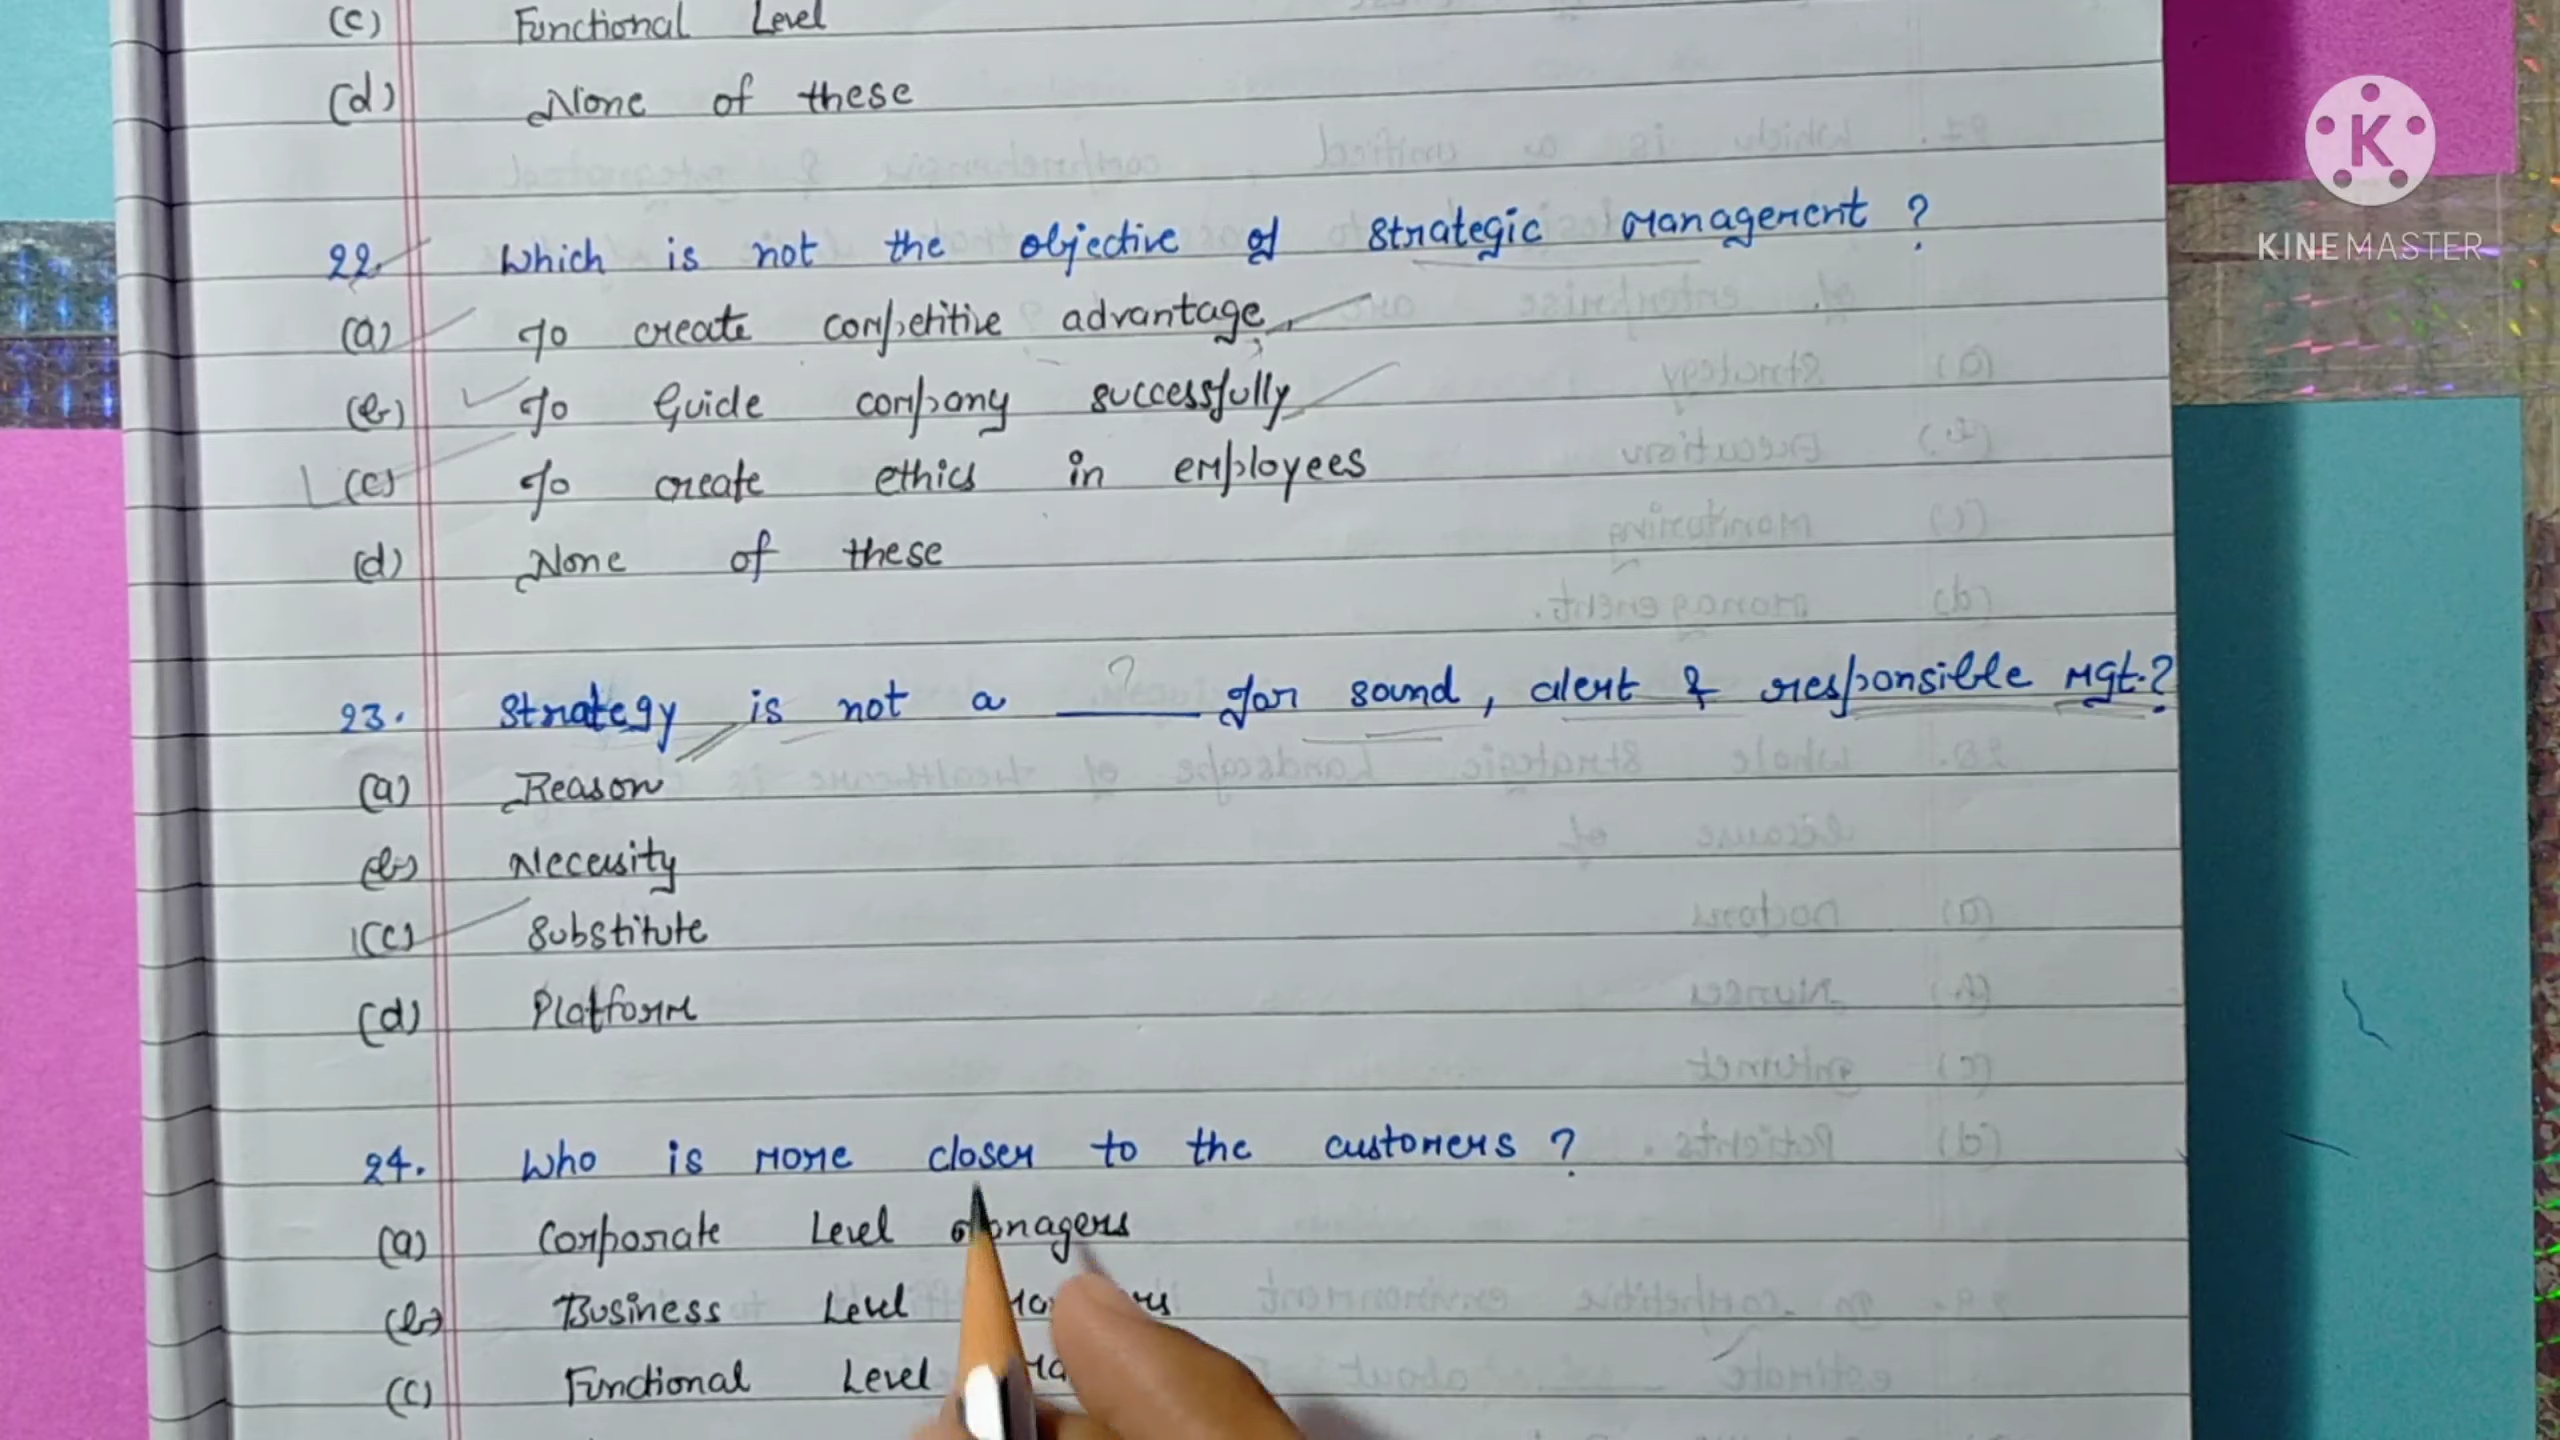 (c) Functional Level
(d) None of these
22. Which is not the objective of Strategic Management ?
(a) To create competitive advantage,
(b) To Guide company successfully
(c) To create ethics in employees
(d) None of these
23. Strategy is not a ? for sound, alert & responsible Mgt.?
(a) Reason
(b) Necessity
(c) Substitute
(d) Platform
24. Who is more closer to the customers ?
(a) Corporate Level Managers
(b) Business Level
(c) Functional Level
K
KINEMASTER